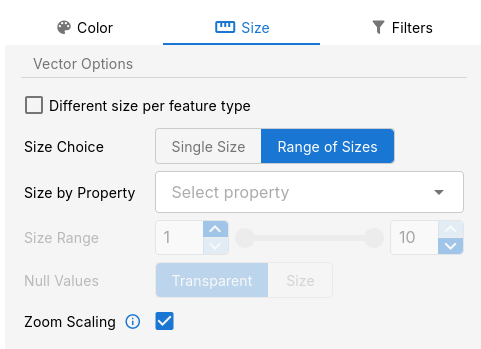 Color Size Filters
Vector Options
Different size per feature type
Size Choice Single Size Range of Sizes
Size by Property Select property
Size Range 1 10
Null Values Transparent Size
Zoom Scaling